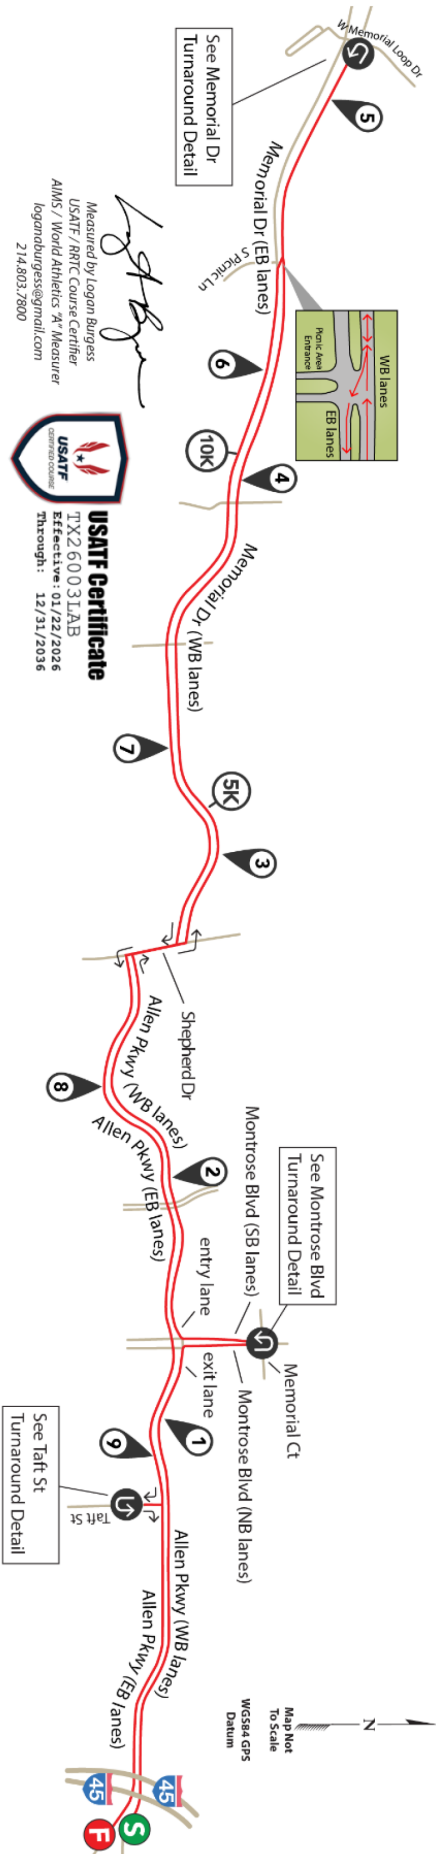 W Memorial Loop Dr
See Memorial Dr
Turnaround Detail
5
Memorial Dr (EB lanes)
S Picnic Ln
WB lanes
Picnic Area
Entrance
EB lanes
6
10K
4
Measured by Logan Burgess
USATF / RRTC Course Certifier
AIMS / World Athletics "A" Measurer
loganaburgess@gmail.com
214.803.7800
USATF
CERTIFIED COURSE
USATF Certificate
TX26003LAB
Effective: 01/22/2026
Through: 12/31/2036
Memorial Dr (WB lanes)
7
5K
3
Shepherd Dr
Allen Pkwy (WB lanes)
Allen Pkwy (EB lanes)
8
2
Montrose Blvd (SB lanes)
See Montrose Blvd
Turnaround Detail
entry lane
exit lane
Memorial Ct
Montrose Blvd (NB lanes)
1
9
See Taft St
Turnaround Detail
Taft St
Allen Pkwy (WB lanes)
Allen Pkwy (EB lanes)
Map Not
To Scale
WGS84 GPS
Datum
N
45
45
S
F